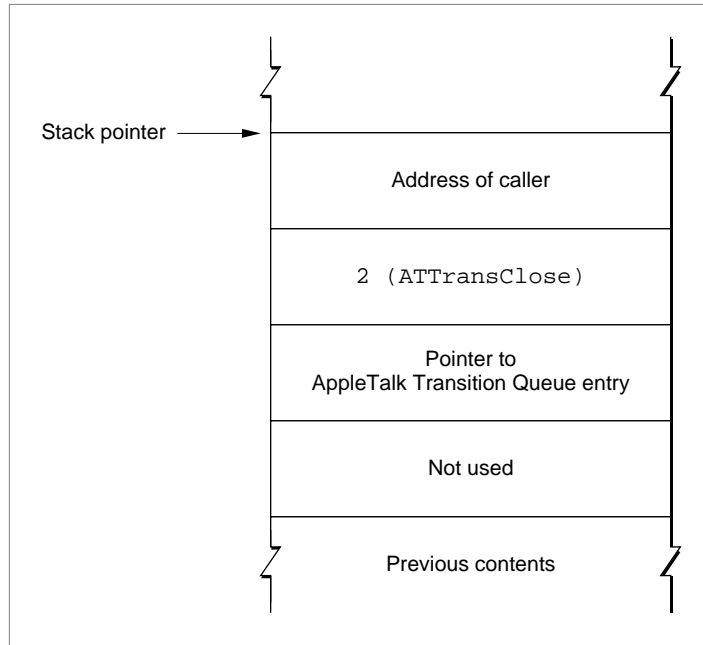 Stack pointer
Address of caller
2 (ATTransClose)
Pointer to
AppleTalk Transition Queue entry
Not used
Previous contents